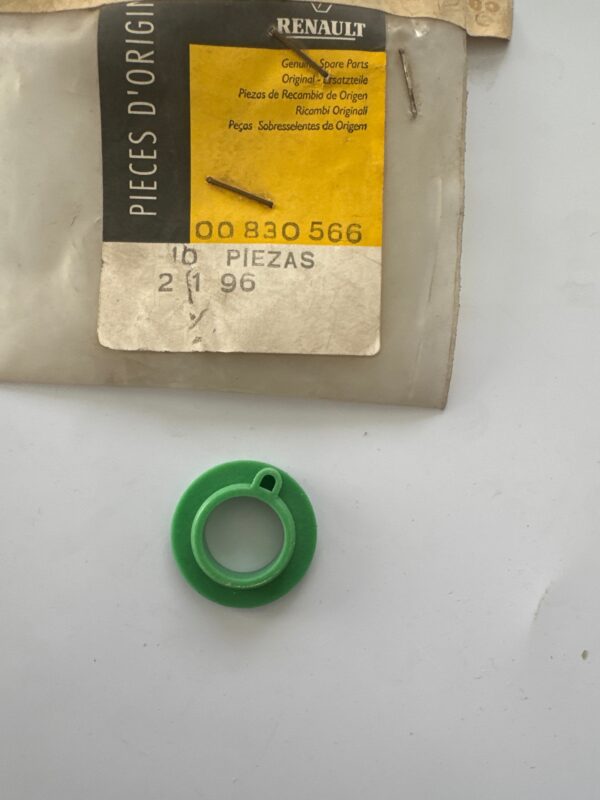 PIECES D'ORIGIN
RENAULT
Genuine Spare Parts
Original - Ersatzteile
Piezas de Recambio de Origen
Ricambi Originali
Peças Sobresselentes de Origem
00 830 566
10 PIEZAS
2 1 96